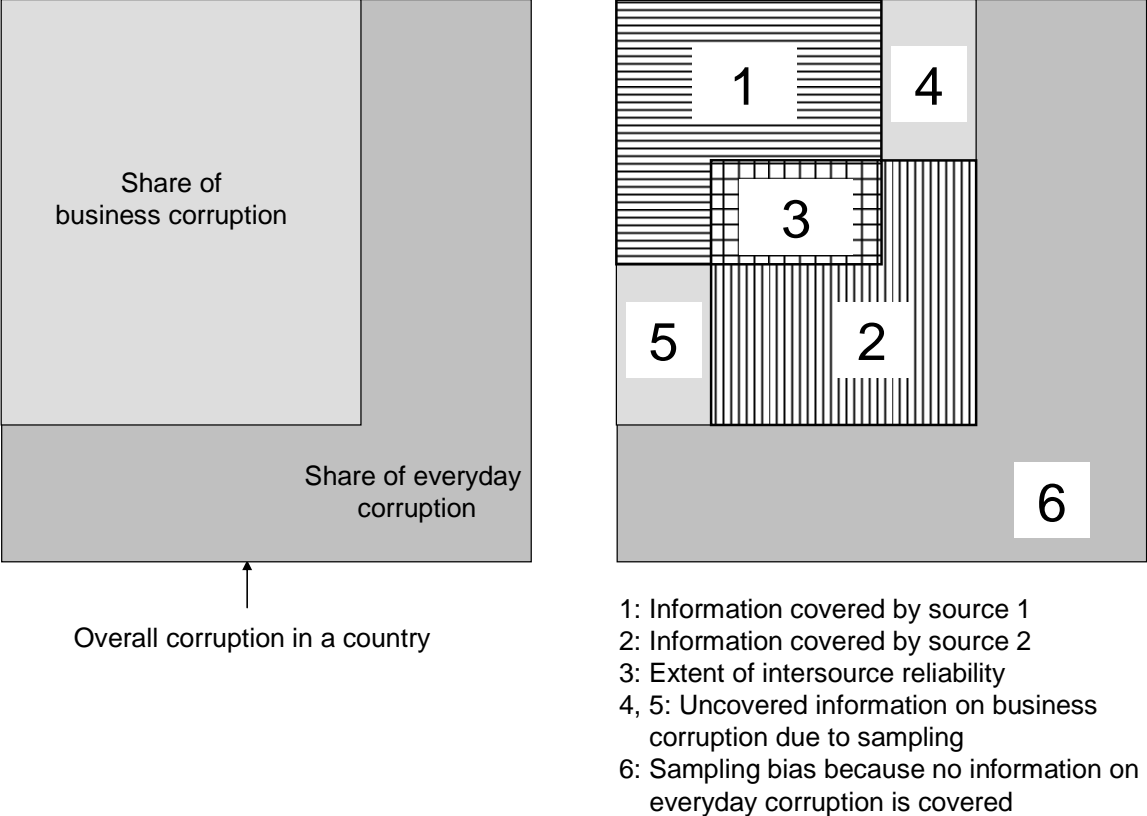 Share of
business corruption
Share of everyday
corruption
Overall corruption in a country
1
4
3
5
2
6
1: Information covered by source 1
2: Information covered by source 2
3: Extent of intersource reliability
4, 5: Uncovered information on business
corruption due to sampling
6: Sampling bias because no information on
everyday corruption is covered